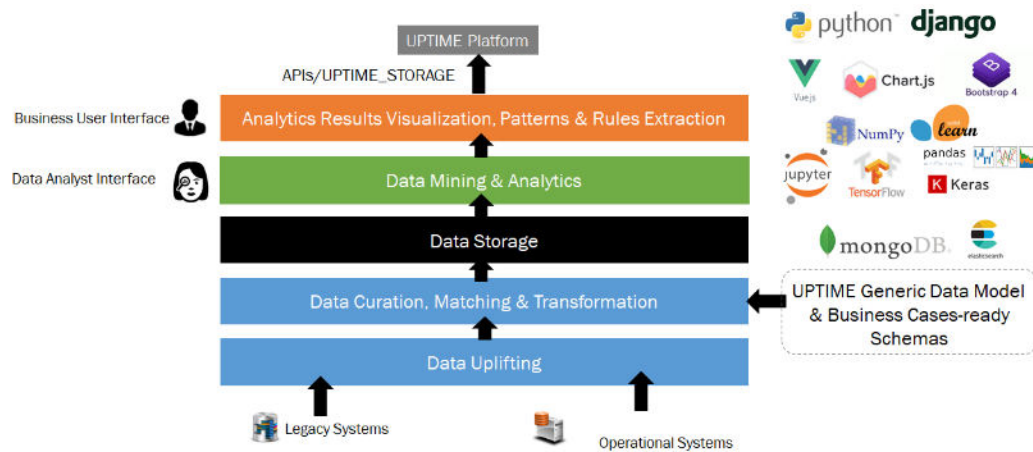 python
django
UPTIME Platform
APIs/UPTIME_STORAGE
Vuejs
Chart.js
B
Bootstrap 4
Business User Interface
Analytics Results Visualization, Patterns & Rules Extraction
NumPy
learn
Data Analyst Interface
Data Mining & Analytics
jupyter
TensorFlow
pandas
K Keras
Data Storage
mongoDB
elasticsearch
Data Curation, Matching & Transformation
UPTIME Generic Data Model
& Business Cases-ready
Schemas
Data Uplifting
Legacy Systems
Operational Systems